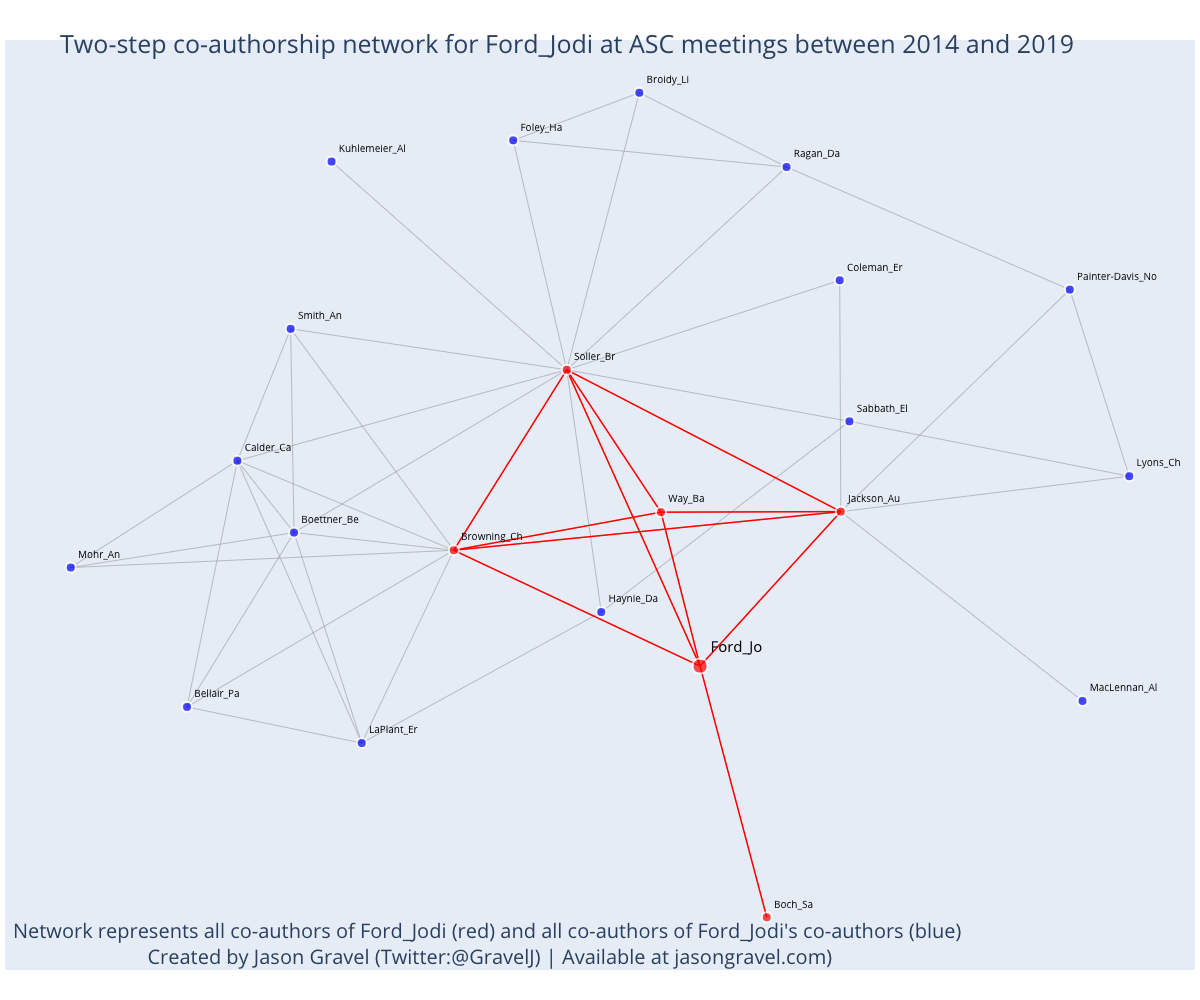 Two-step co-authorship network for Ford_Jodi at ASC meetings between 2014 and 2019
Broidy_Li
Foley_Ha
Kuhlemeier_Al
Ragan_Da
Coleman_Er
Painter-Davis_No
Smith_An
Soller_Br
Sabbath_El
Calder_Ca
Lyons_Ch
Way_Ba
Jackson_Au
Boettner_Be
Browning_Ch
Mohr_An
Haynie_Da
Ford_Jo
Bellair_Pa
MacLennan_Al
LaPlant_Er
Boch_Sa
Network represents all co-authors of Ford_Jodi (red) and all co-authors of Ford_Jodi's co-authors (blue)
Created by Jason Gravel (Twitter:@GravelJ) | Available at jasongravel.com)